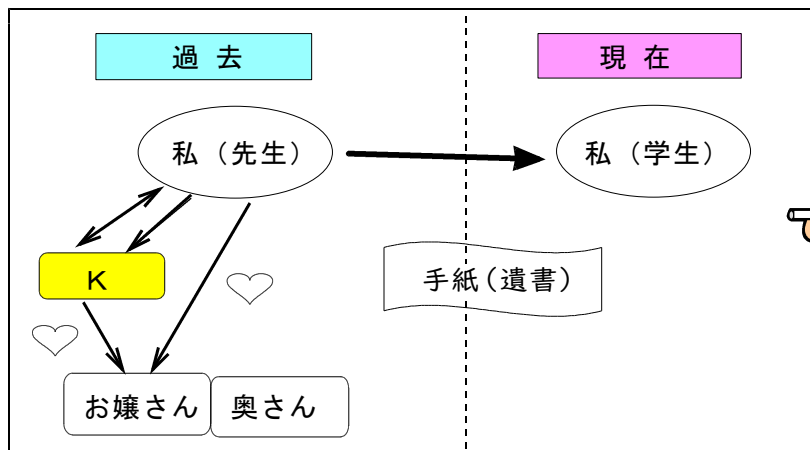 過去
現在
私（先生）
私（学生）
K
手紙（遺書）
お嬢さん
奥さん